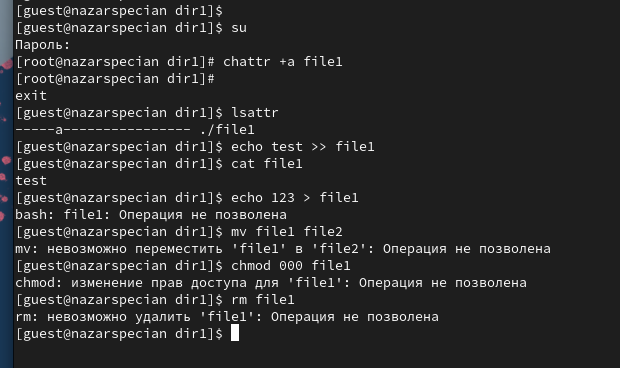 [guest@nazarspecian dir1]$
[guest@nazarspecian dir1]$ su
Пароль:
[root@nazarspecian dir1]# chattr +a file1
[root@nazarspecian dir1]#
exit
[guest@nazarspecian dir1]$ lsattr
-----a---------------- ./file1
[guest@nazarspecian dir1]$ echo test >> file1
[guest@nazarspecian dir1]$ cat file1
test
[guest@nazarspecian dir1]$ echo 123 > file1
bash: file1: Операция не позволена
[guest@nazarspecian dir1]$ mv file1 file2
mv: невозможно переместить 'file1' в 'file2': Операция не позволена
[guest@nazarspecian dir1]$ chmod 000 file1
chmod: изменение прав доступа для 'file1': Операция не позволена
[guest@nazarspecian dir1]$ rm file1
rm: невозможно удалить 'file1': Операция не позволена
[guest@nazarspecian dir1]$